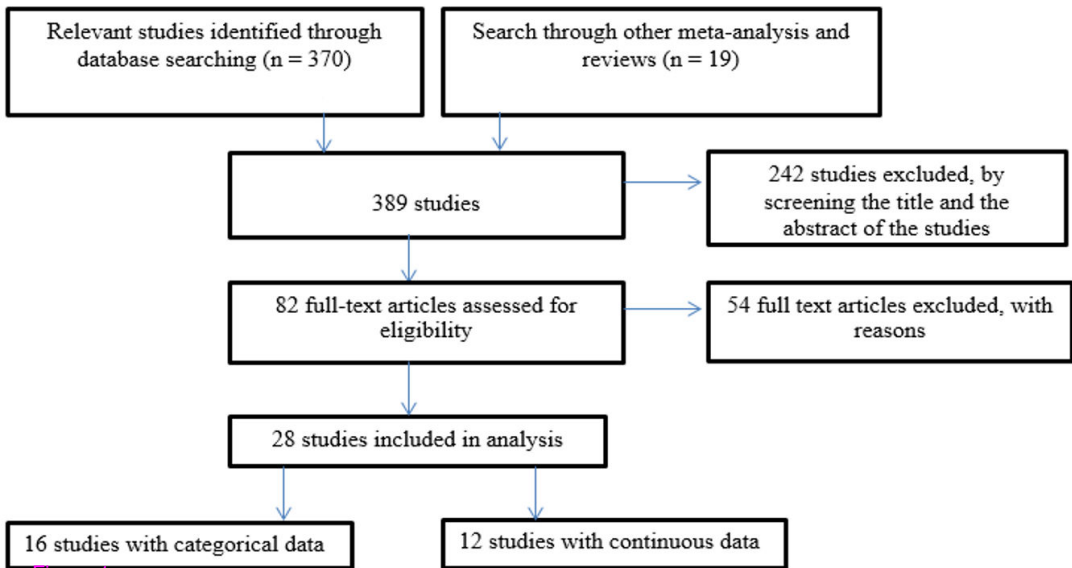 Relevant studies identified through
database searching (n = 370)
Search through other meta-analysis and
reviews (n = 19)
389 studies
242 studies excluded, by
screening the title and the
abstract of the studies
82 full-text articles assessed for
eligibility
54 full text articles excluded, with
reasons
28 studies included in analysis
16 studies with categorical data
12 studies with continuous data